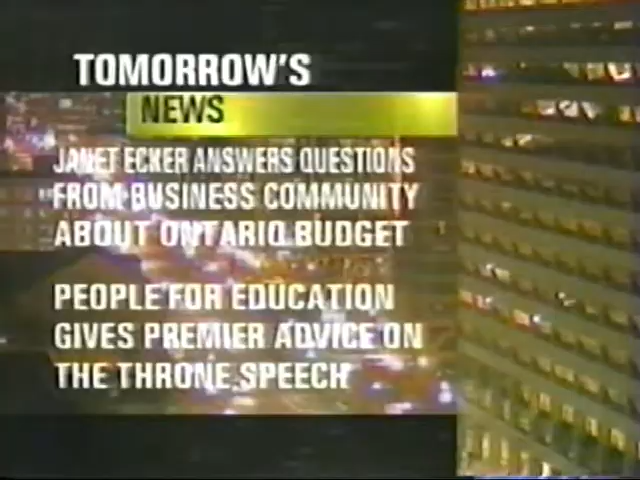 TOMORROW'S
NEWS
JANET ECKER ANSWERS QUESTIONS
FROM BUSINESS COMMUNITY
ABOUT ONTARIO BUDGET
PEOPLE FOR EDUCATION
GIVES PREMIER ADVICE ON
THE THRONE SPEECH